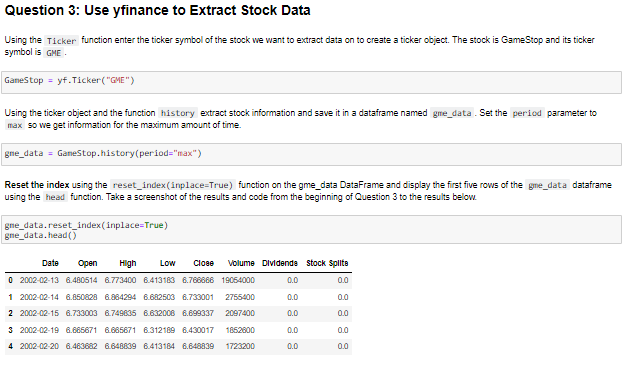 Question 3: Use yfinance to Extract Stock Data
Using the Ticker function enter the ticker symbol of the stock we want to extract data on to create a ticker object. The stock is GameStop and its ticker
symbol is GME .
GameStop = yf.Ticker("GME")
Using the ticker object and the function history extract stock information and save it in a dataframe named gme_data . Set the period parameter to
max so we get information for the maximum amount of time.
gme_data = GameStop.history(period="max")
Reset the index using the reset_index(inplace=True) function on the gme_data DataFrame and display the first five rows of the gme_data dataframe
using the head function. Take a screenshot of the results and code from the beginning of Question 3 to the results below.
gme_data.reset_index(inplace=True)
gme_data.head()
Date Open High Low Close Volume Dividends Stock Splits
0 2002-02-13 6.480514 6.773400 6.413183 6.766666 19054000 0.0 0.0
1 2002-02-14 6.850828 6.864294 6.682503 6.733001 2755400 0.0 0.0
2 2002-02-15 6.733003 6.749835 6.632008 6.699337 2097400 0.0 0.0
3 2002-02-19 6.665671 6.665671 6.312189 6.430017 1852600 0.0 0.0
4 2002-02-20 6.463682 6.648839 6.413184 6.648839 1723200 0.0 0.0